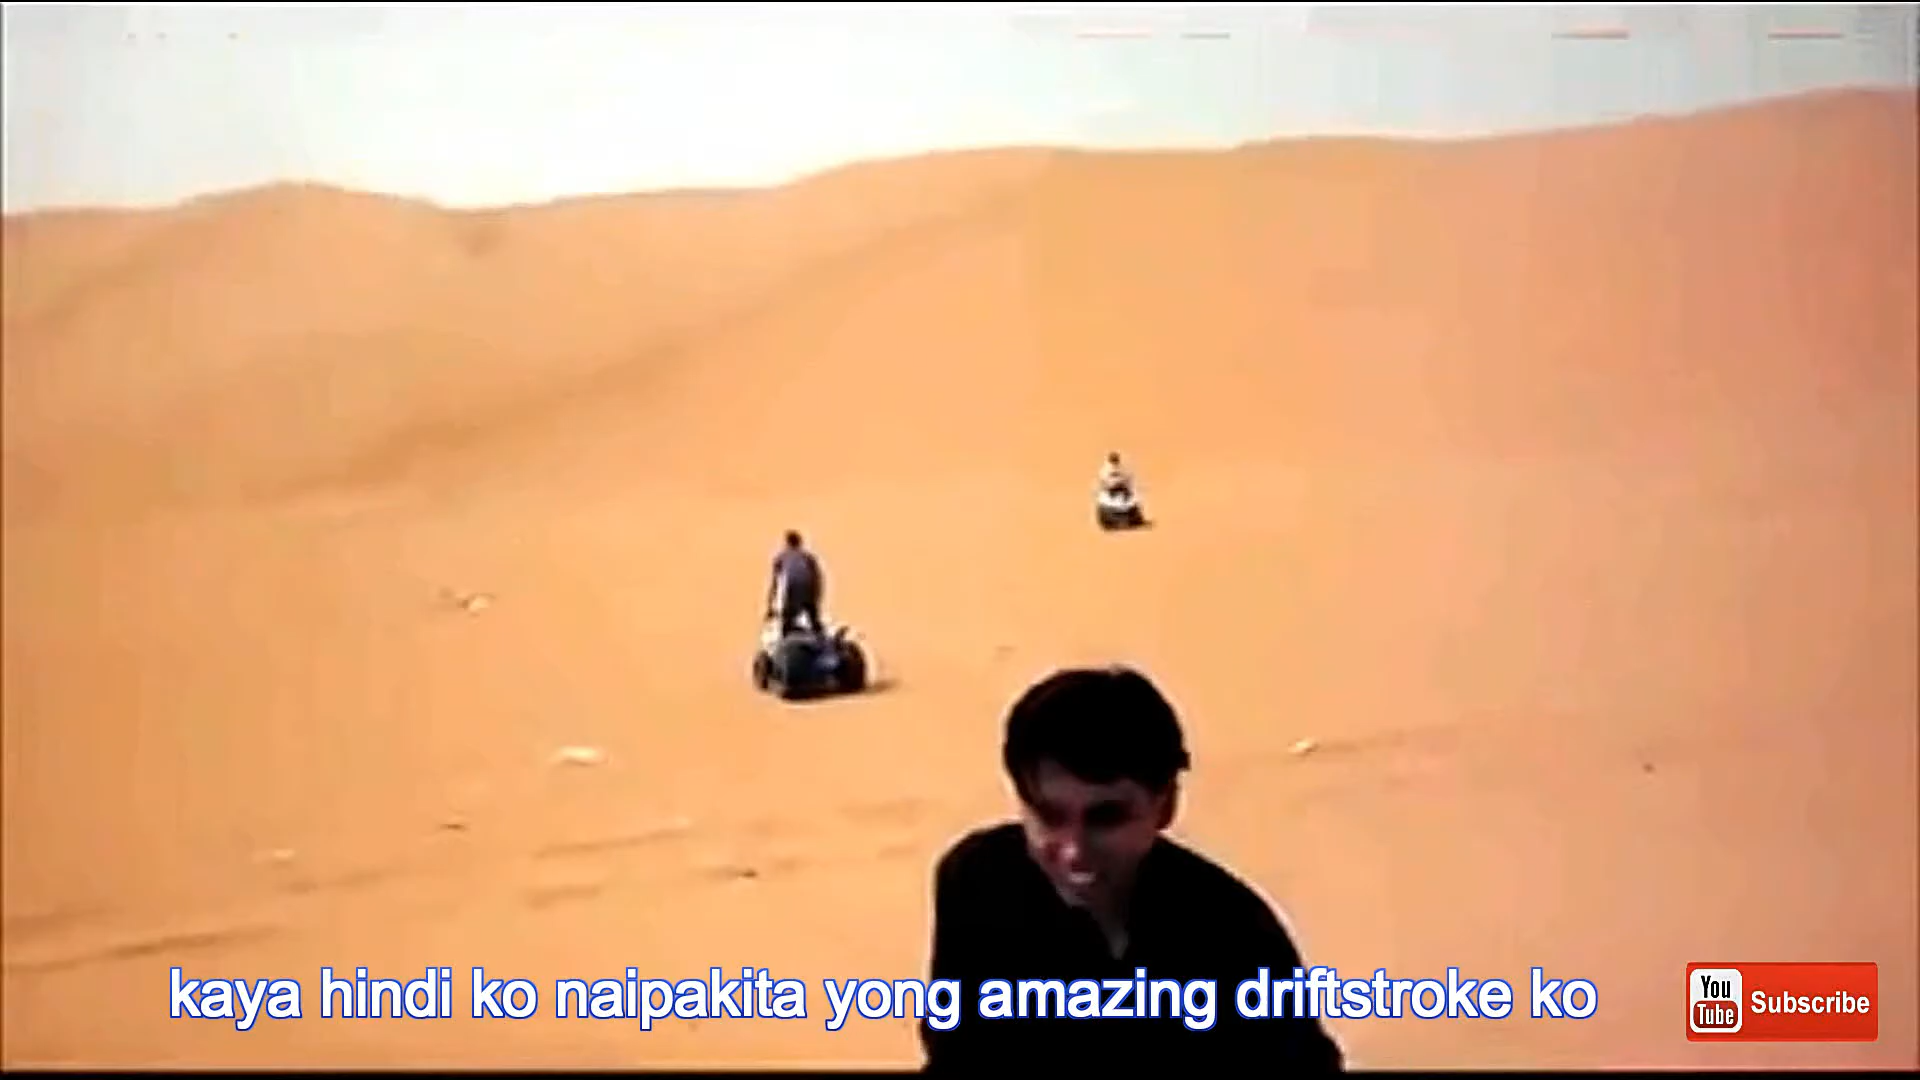 kaya hindi ko naipakita yong amazing driftstroke ko
You
Tube Subscribe